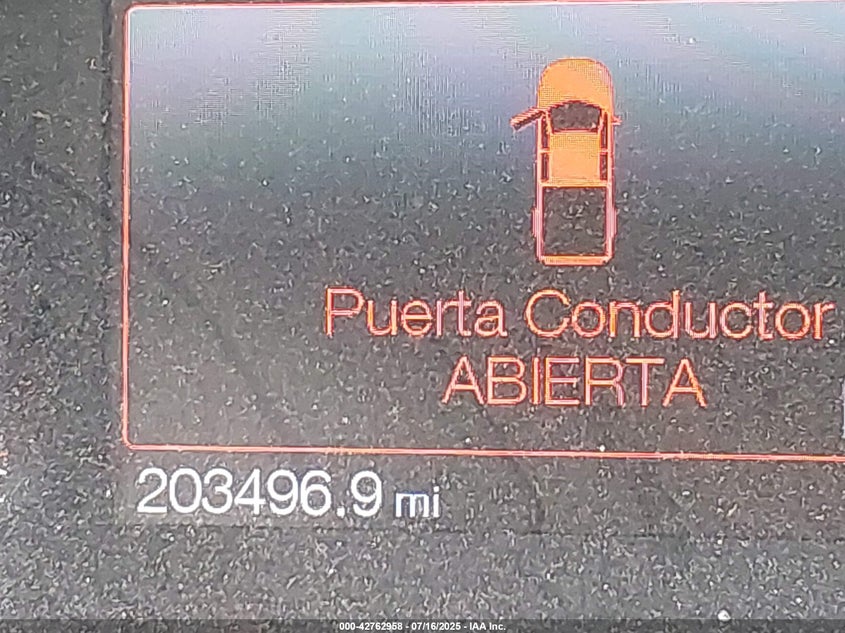 Puerta Conductor
ABIERTA
203496.9 mi
000-42762958 - 07/16/2025 - IAA Inc.